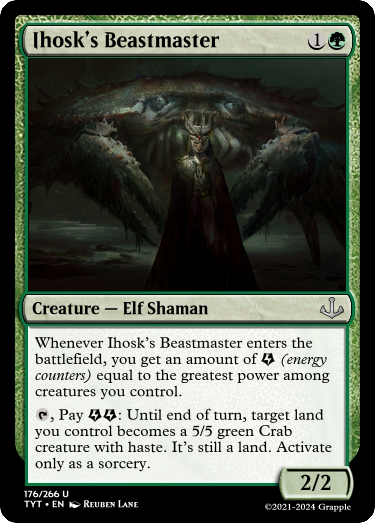 Ihosk's Beastmaster 1
Creature — Elf Shaman
Whenever Ihosk's Beastmaster enters the
battlefield, you get an amount of (energy
counters) equal to the greatest power among
creatures you control.
, Pay : Until end of turn, target land
you control becomes a 5/5 green Crab
creature with haste. It's still a land. Activate
only as a sorcery.
2/2
176/266 U
TYT • EN Reuben Lane
©2021-2024 Grapple